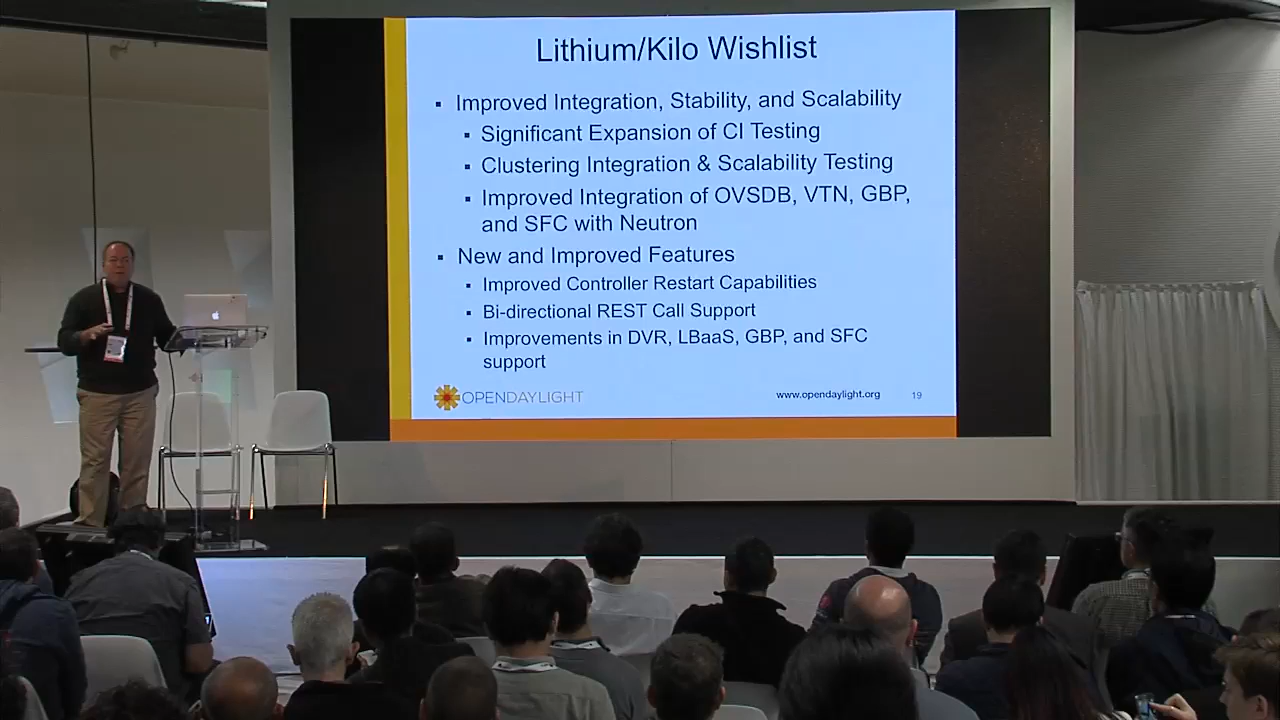 Lithium/Kilo Wishlist
▪ Improved Integration, Stability, and Scalability
▪ Significant Expansion of CI Testing
▪ Clustering Integration & Scalability Testing
▪ Improved Integration of OVSDB, VTN, GBP,
and SFC with Neutron
▪ New and Improved Features
▪ Improved Controller Restart Capabilities
▪ Bi-directional REST Call Support
▪ Improvements in DVR, LBaaS, GBP, and SFC
support
OPENDAYLIGHT
www.opendaylight.org
19